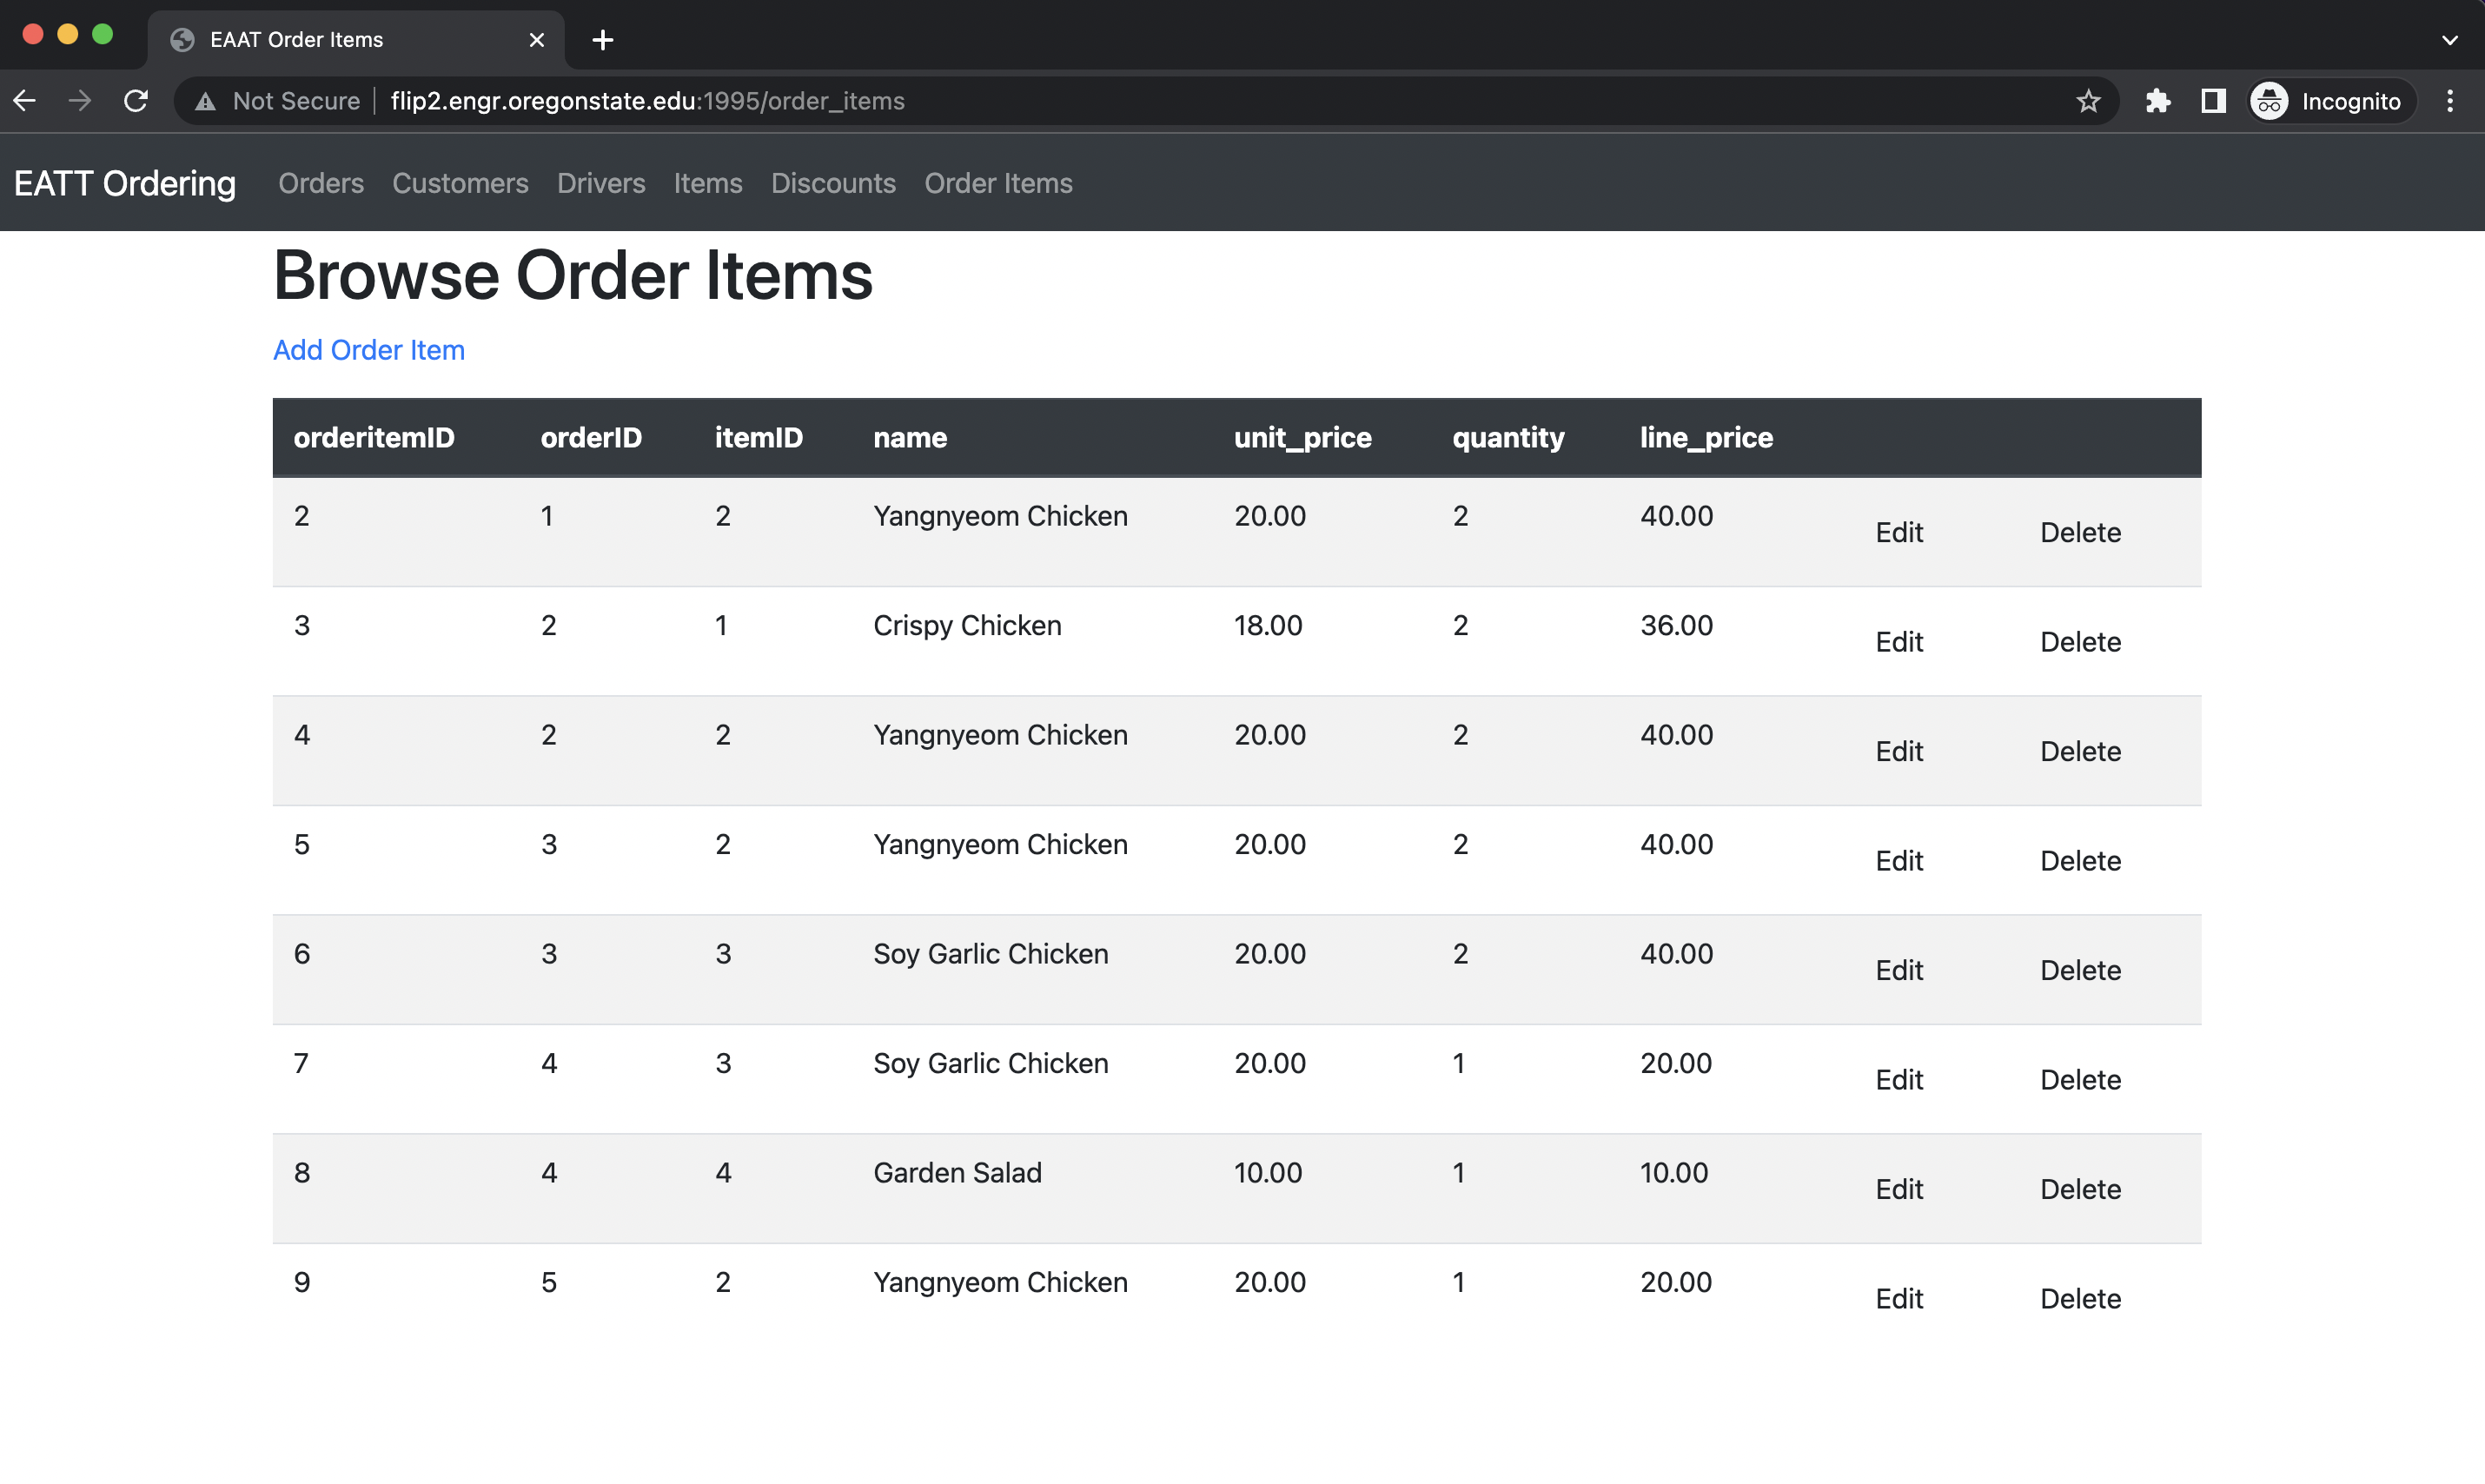 EAAT Order Items
Not Secure flip2.engr.oregonstate.edu:1995/order_items Incognito
EATT Ordering Orders Customers Drivers Items Discounts Order Items
Browse Order Items
Add Order Item
orderitemID orderID itemID name unit_price quantity line_price
2 1 2 Yangnyeom Chicken 20.00 2 40.00 Edit Delete
3 2 1 Crispy Chicken 18.00 2 36.00 Edit Delete
4 2 2 Yangnyeom Chicken 20.00 2 40.00 Edit Delete
5 3 2 Yangnyeom Chicken 20.00 2 40.00 Edit Delete
6 3 3 Soy Garlic Chicken 20.00 2 40.00 Edit Delete
7 4 3 Soy Garlic Chicken 20.00 1 20.00 Edit Delete
8 4 4 Garden Salad 10.00 1 10.00 Edit Delete
9 5 2 Yangnyeom Chicken 20.00 1 20.00 Edit Delete